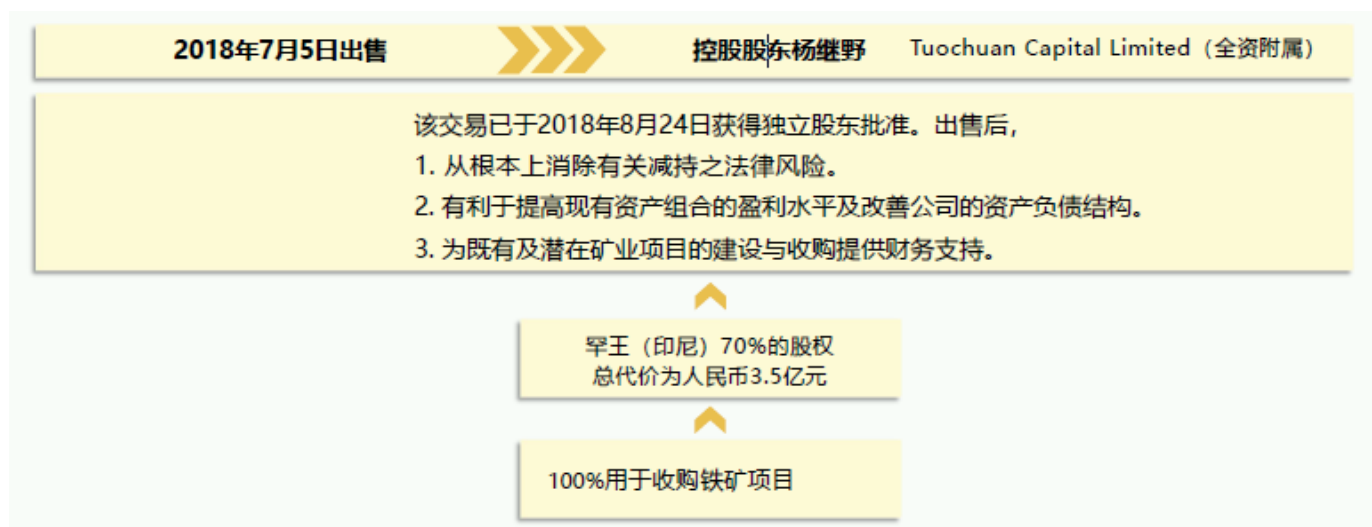 2018年7月5日出售 控股股东杨继野 Tuochuan Capital Limited（全资附属）
该交易已于2018年8月24日获得独立股东批准。出售后，
1. 从根本上消除有关减持之法律风险。
2. 有利于提高现有资产组合的盈利水平及改善公司的资产负债结构。
3. 为既有及潜在矿业项目的建设与收购提供财务支持。
罕王（印尼）70%的股权
总代价为人民币3.5亿元
100%用于收购铁矿项目